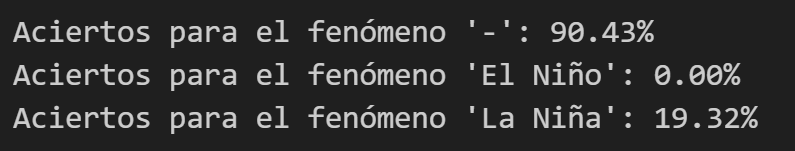 Aciertos para el fenómeno '-': 90.43%
Aciertos para el fenómeno 'El Niño': 0.00%
Aciertos para el fenómeno 'La Niña': 19.32%